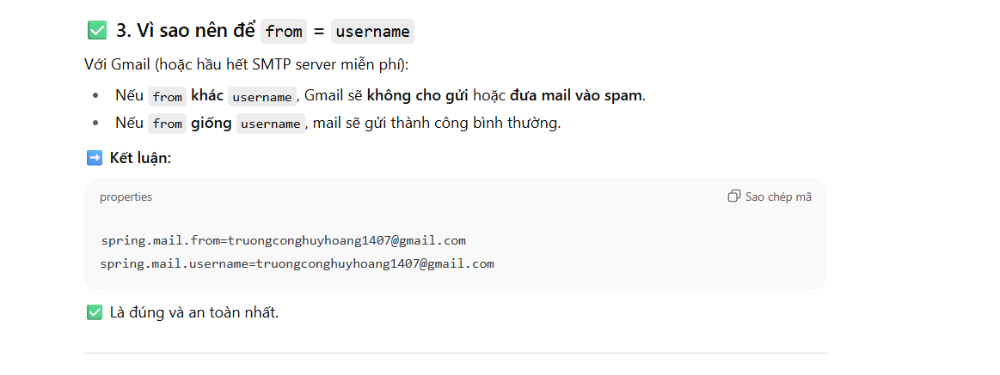 ✅ 3. Vì sao nên để from = username
Với Gmail (hoặc hầu hết SMTP server miễn phí):
• Nếu from khác username, Gmail sẽ không cho gửi hoặc đưa mail vào spam.
• Nếu from giống username, mail sẽ gửi thành công bình thường.
➡️ Kết luận:
properties
Sao chép mã
spring.mail.from=truongconghuyhoang1407@gmail.com
spring.mail.username=truongconghuyhoang1407@gmail.com
✅ Là đúng và an toàn nhất.